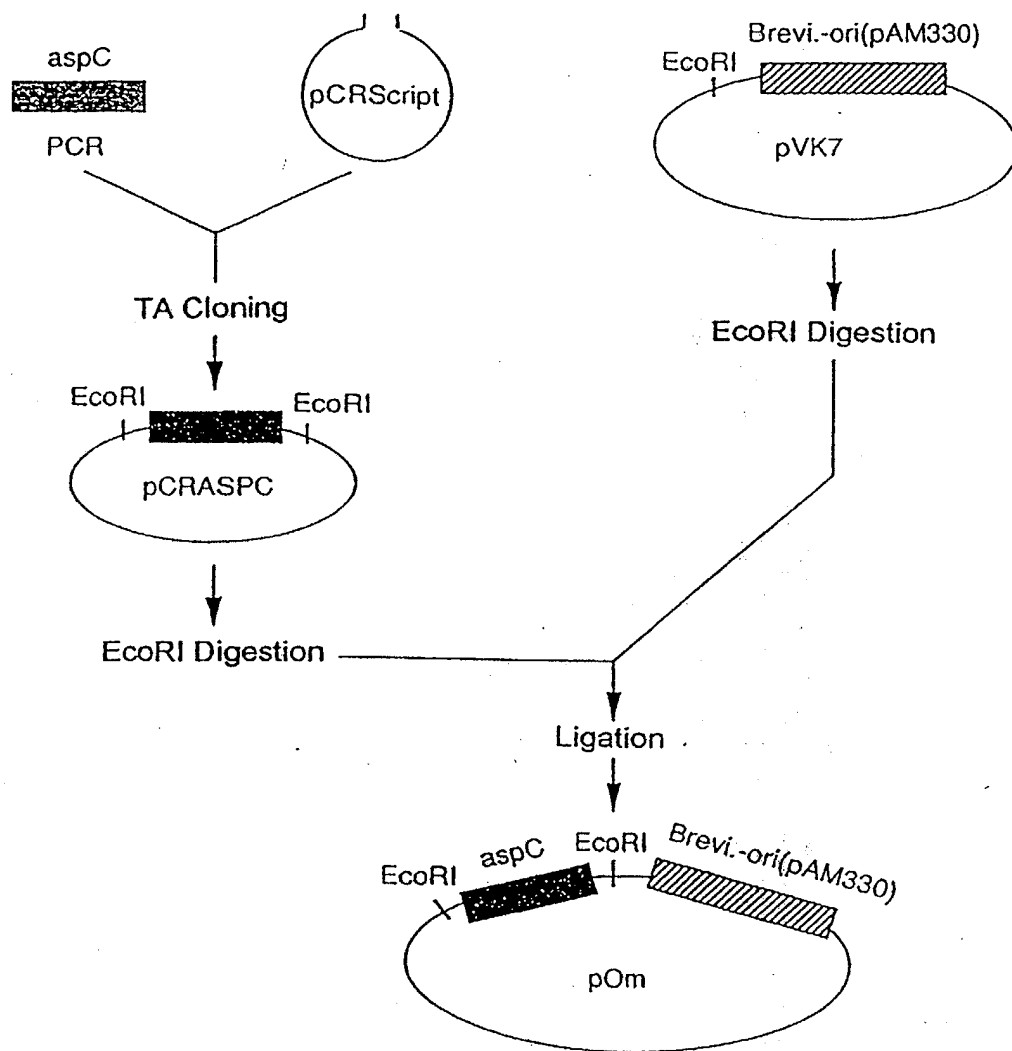 aspC
PCR
pCRScript
Brevi.-ori(pAM330)
EcoRI
pVK7
TA Cloning
EcoRI Digestion
EcoRI
EcoRI
pCRASPC
EcoRI Digestion
Ligation
EcoRI
aspC
EcoRI
Brevi.-ori(pAM330)
pOm